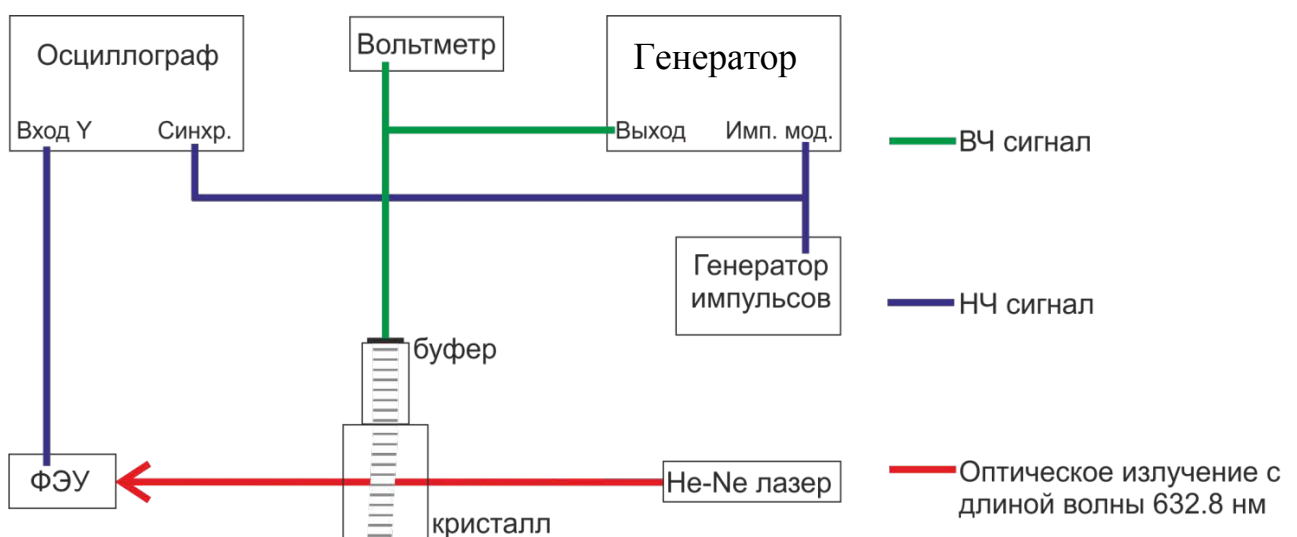 Осциллограф
Вход Y
Синхр.
Вольтметр
Генератор
Выход
Имп. мод.
ВЧ сигнал
Генератор
импульсов
НЧ сигнал
буфер
ФЭУ
He-Ne лазер
Оптическое излучение с
длиной волны 632.8 нм
кристалл